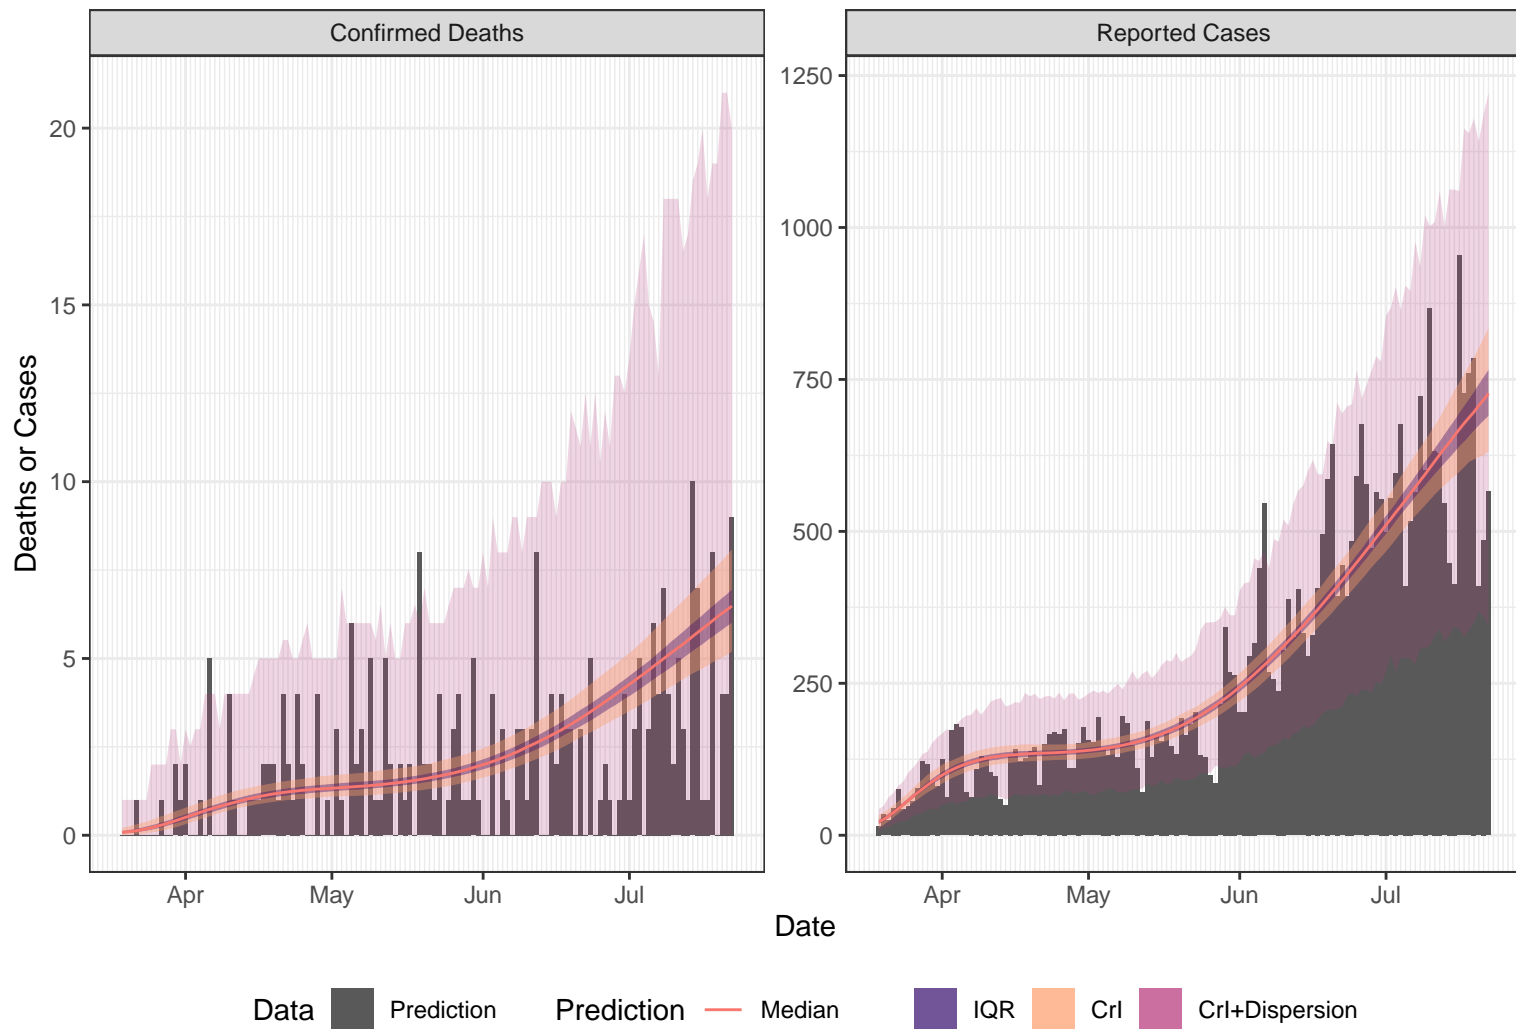 Confirmed Deaths
Reported Cases
Deaths or Cases
20
15
10
5
0
1250
1000
750
500
250
0
Apr May Jun Jul
Apr May Jun Jul
Date
Data Prediction Prediction Median IQR CrI CrI+Dispersion